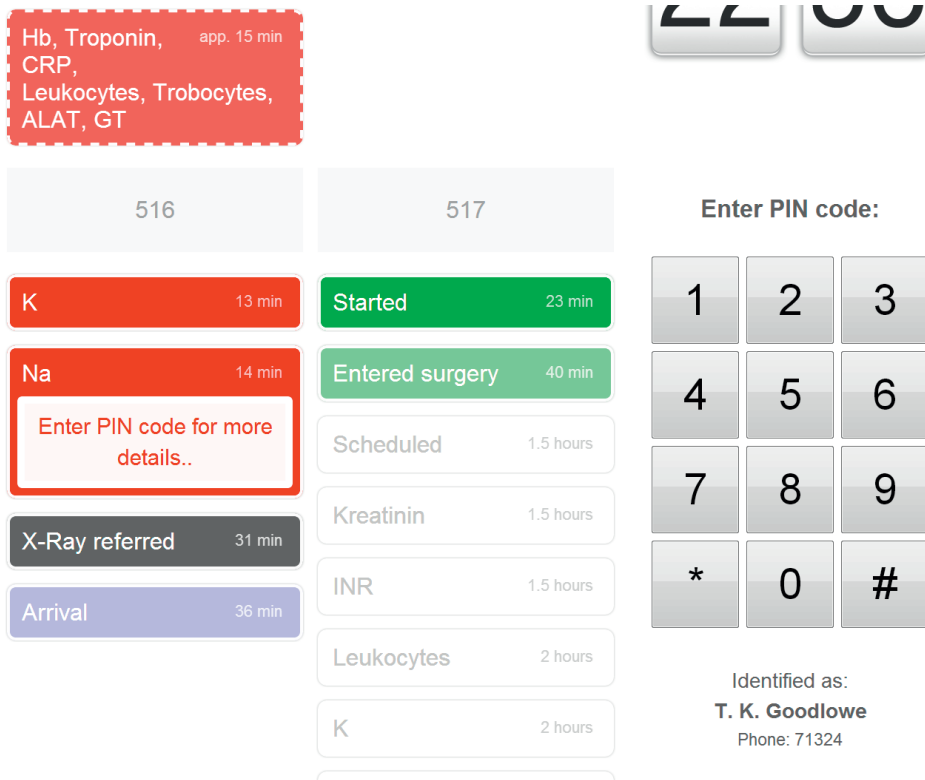 Hb, Troponin, app. 15 min
CRP,
Leukocytes, Trobocytes,
ALAT, GT
516
K 13 min
Na 14 min
Enter PIN code for more
details..
X-Ray referred 31 min
Arrival 36 min
517
Started 23 min
Entered surgery 40 min
Scheduled 1.5 hours
Kreatinin 1.5 hours
INR 1.5 hours
Leukocytes 2 hours
K 2 hours
Enter PIN code:
1 2 3
4 5 6
7 8 9
* 0 #
Identified as:
T. K. Goodlowe
Phone: 71324